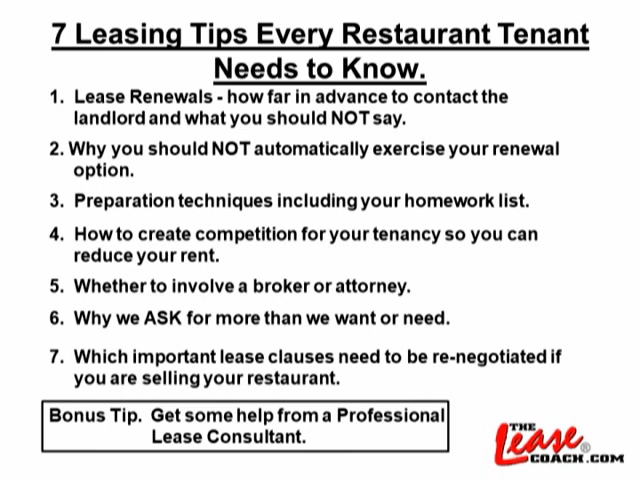 7 Leasing Tips Every Restaurant Tenant
Needs to Know.
1. Lease Renewals - how far in advance to contact the
landlord and what you should NOT say.
2. Why you should NOT automatically exercise your renewal
option.
3. Preparation techniques including your homework list.
4. How to create competition for your tenancy so you can
reduce your rent.
5. Whether to involve a broker or attorney.
6. Why we ASK for more than we want or need.
7. Which important lease clauses need to be re-negotiated if
you are selling your restaurant.
Bonus Tip. Get some help from a Professional
Lease Consultant.
THE
Lease®
COACH.COM